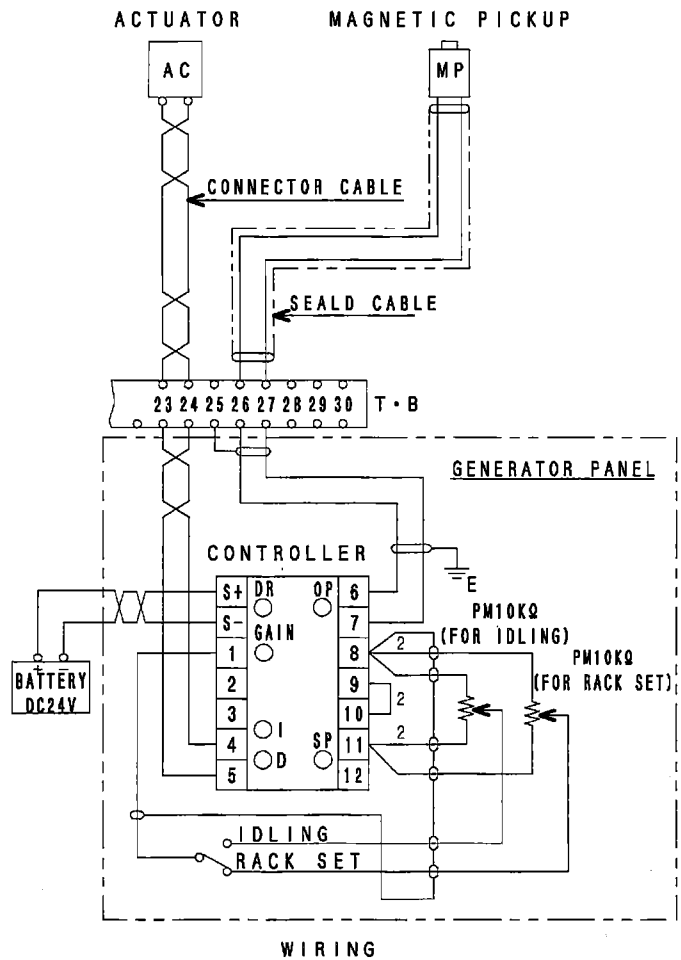 ACTUATOR
MAGNETIC PICKUP
AC
MP
CONNECTOR CABLE
SEALD CABLE
23 24 25 26 27 28 29 30
T·B
GENERATOR PANEL
CONTROLLER
E
S+ DR OP 6
S- 7
GAIN
1 8
2 9
3 10
I
4 SP 11
D
5 12
PM10KΩ
(FOR IDLING)
PM10KΩ
(FOR RACK SET)
2
2
2
+ −
BATTERY
DC24V
IDLING
RACK SET
WIRING